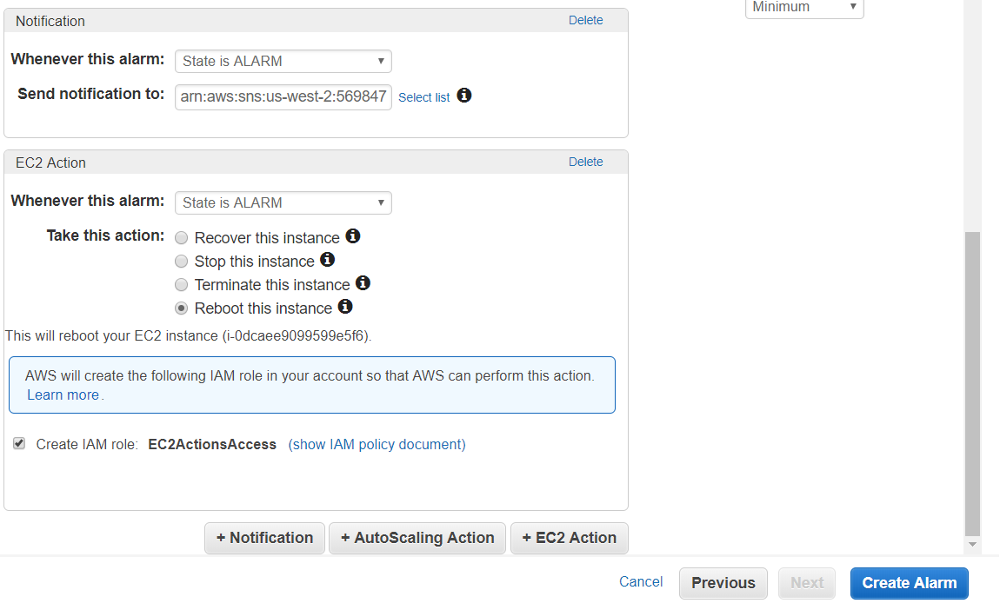 Minimum
Notification Delete
Whenever this alarm: State is ALARM
Send notification to: arn:aws:sns:us-west-2:569847 Select list
EC2 Action Delete
Whenever this alarm: State is ALARM
Take this action: Recover this instance
Stop this instance
Terminate this instance
Reboot this instance
This will reboot your EC2 instance (i-0dcaee9099599e5f6).
AWS will create the following IAM role in your account so that AWS can perform this action.
Learn more.
Create IAM role: EC2ActionsAccess (show IAM policy document)
+ Notification + AutoScaling Action + EC2 Action
Cancel Previous Next Create Alarm